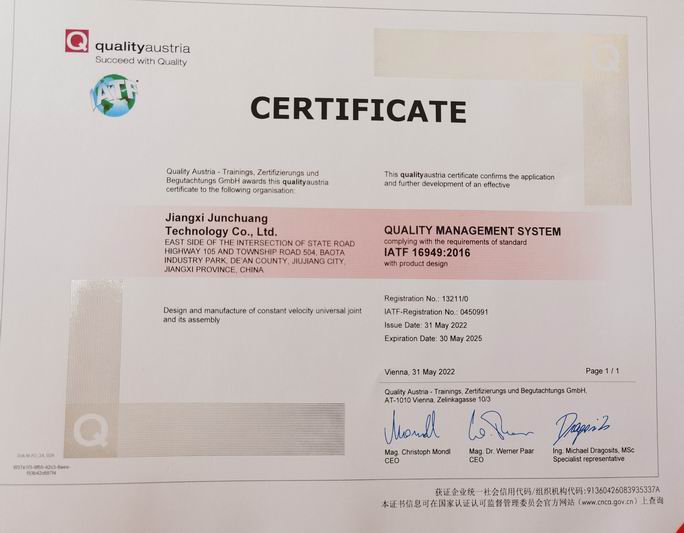 qualityaustria
Succeed with Quality
IATF
CERTIFICATE
Quality Austria - Trainings, Zertifizierungs und
Begutachtungs GmbH awards this qualityaustria
certificate to the following organisation:
This qualityaustria certificate confirms the application
and further development of an effective
Jiangxi Junchuang
Technology Co., Ltd.
EAST SIDE OF THE INTERSECTION OF STATE ROAD
HIGHWAY 105 AND TOWNSHIP ROAD 504, BAOTA
INDUSTRY PARK, DE'AN COUNTY, JIUJIANG CITY,
JIANGXI PROVINCE, CHINA
QUALITY MANAGEMENT SYSTEM
complying with the requirements of standard
IATF 16949:2016
with product design
Design and manufacture of constant velocity universal joint
and its assembly
Registration No.: 13211/0
IATF-Registration No.: 0450991
Issue Date: 31 May 2022
Expiration Date: 30 May 2025
Vienna, 31 May 2022
Page 1 / 1
Quality Austria - Trainings, Zertifizierungs und Begutachtungs GmbH,
AT-1010 Vienna, Zelinkagasse 10/3
Mag. Christoph Mondl
CEO
Mag. Dr. Werner Paar
CEO
Ing. Michael Dragosits, MSc
Specialist representative
获证企业统一社会信用代码/组织机构代码:91360426083935337A
本证书信息可在国家认证认可监督管理委员会官方网站(www.cnca.gov.cn)上查询